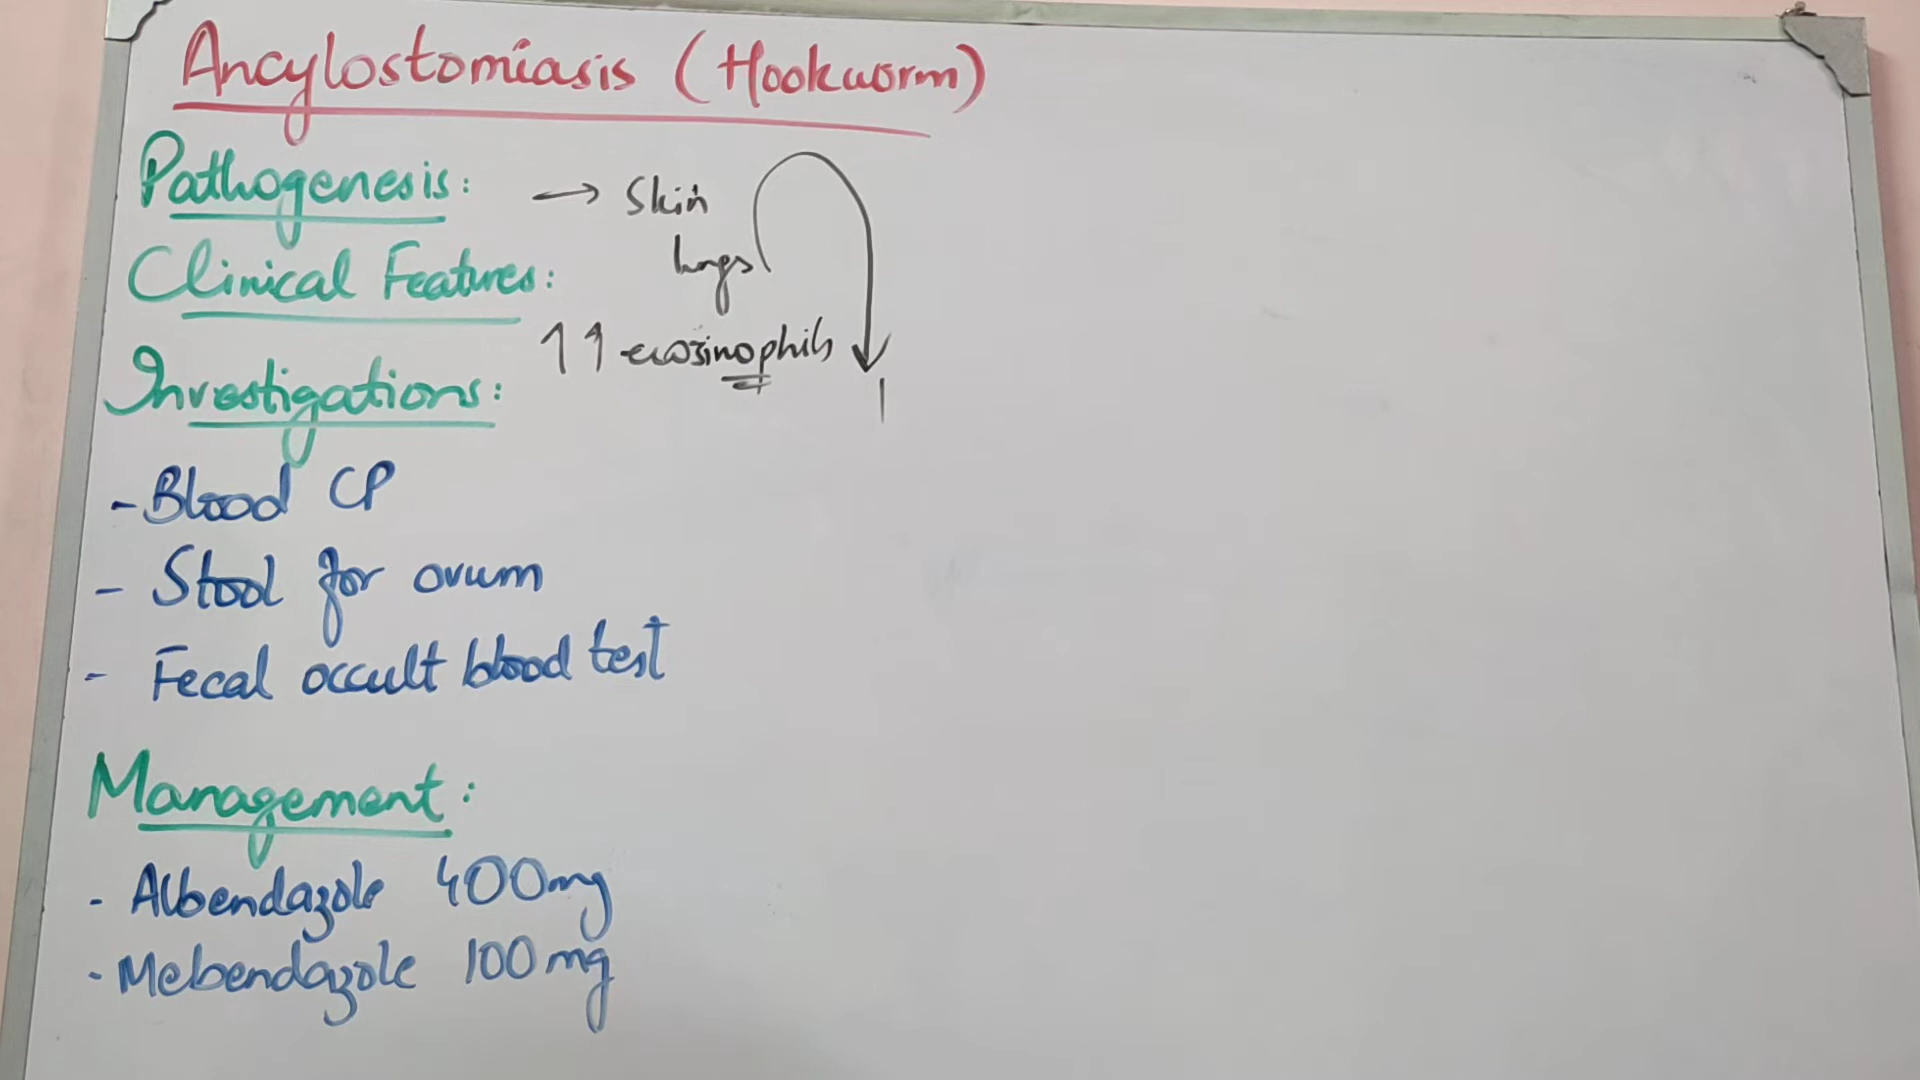 Ancylostomiasis (Hookworm)
Pathogenesis: → Skin
lungs
Clinical Features:
↑↑ eosinophils
Investigations:
- Blood CP
- Stool for ovum
- Fecal occult blood test
Management:
- Albendazole 400mg
- Mebendazole 100mg